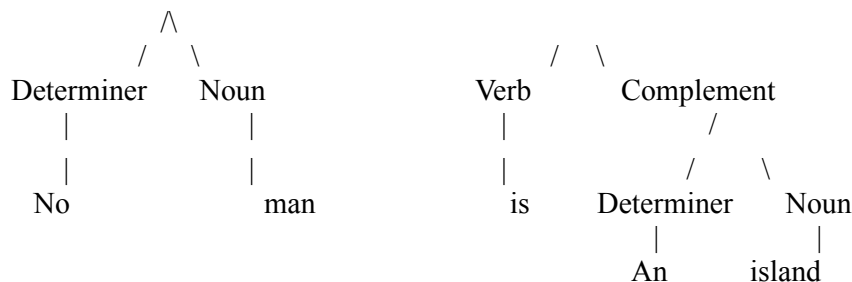 Determiner Noun Verb Complement
No man is Determiner Noun
An island